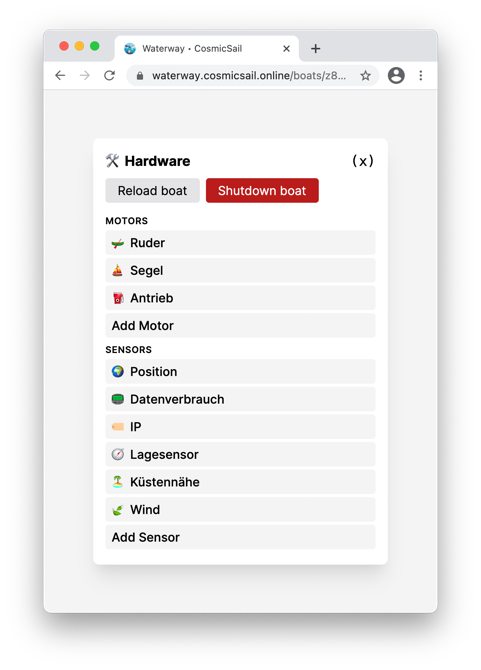 Waterway • CosmicSail
waterway.cosmicsail.online/boats/z8...
Hardware (x)
Reload boat Shutdown boat
MOTORS
Ruder
Segel
Antrieb
Add Motor
SENSORS
Position
Datenverbrauch
IP
Lagesensor
Küstennähe
Wind
Add Sensor